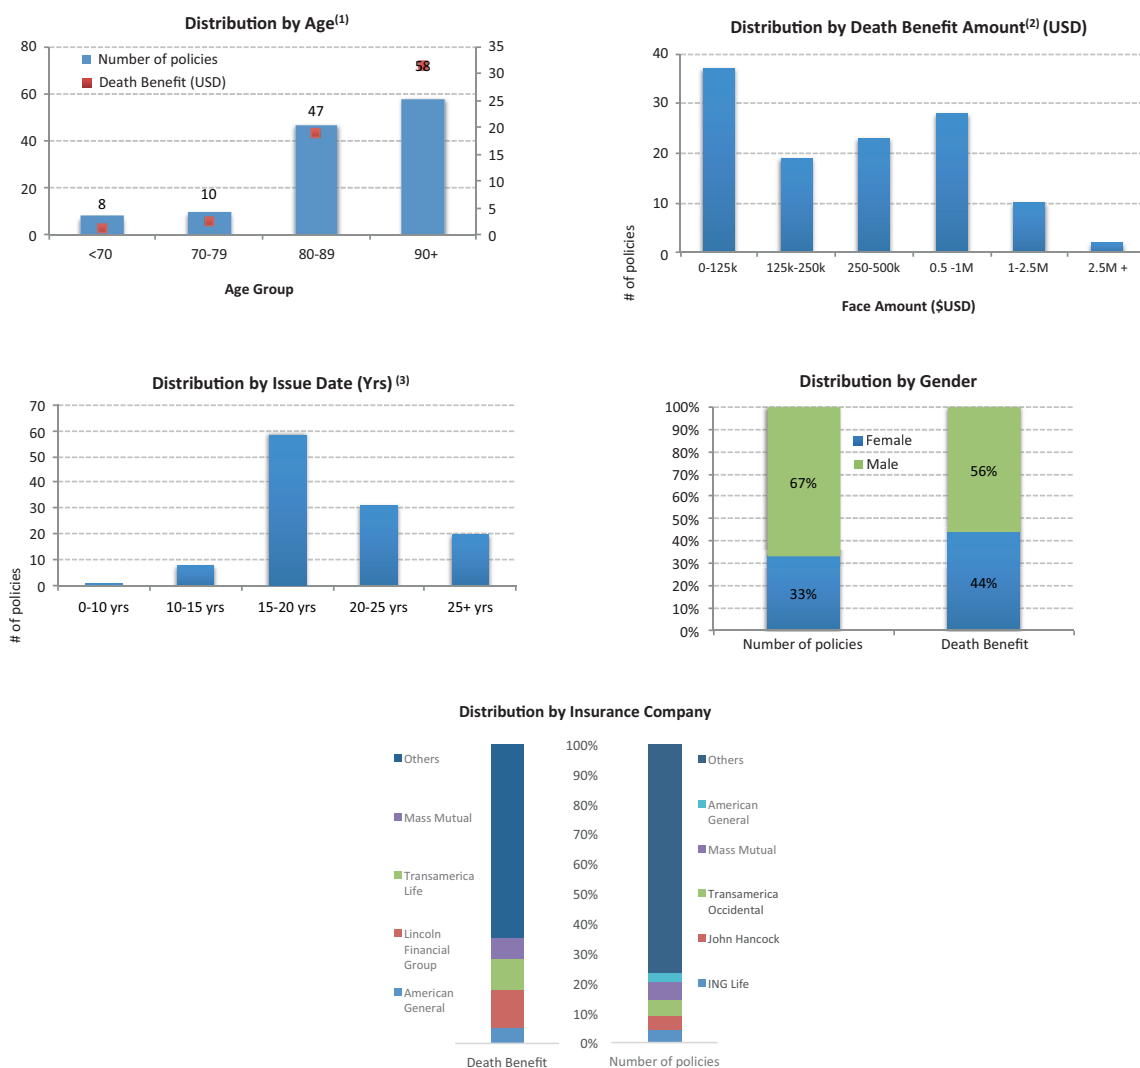 Distribution by Age(1)
80
70
60
50
40
30
20
10
0
35
30
25
20
15
10
5
0
Number of policies
Death Benefit (USD)
8
10
47
58
<70
70-79
80-89
90+
Age Group
Distribution by Death Benefit Amount(2) (USD)
40
30
20
10
0
# of policies
0-125k
125k-250k
250-500k
0.5 -1M
1-2.5M
2.5M +
Face Amount ($USD)
Distribution by Issue Date (Yrs) (3)
70
60
50
40
30
20
10
0
# of policies
0-10 yrs
10-15 yrs
15-20 yrs
20-25 yrs
25+ yrs
Distribution by Gender
100%
90%
80%
70%
60%
50%
40%
30%
20%
10%
0%
Female
Male
67%
33%
56%
44%
Number of policies
Death Benefit
Distribution by Insurance Company
Others
Mass Mutual
Transamerica
Life
Lincoln
Financial
Group
American
General
Death Benefit
100%
90%
80%
70%
60%
50%
40%
30%
20%
10%
0%
Others
American
General
Mass Mutual
Transamerica
Occidental
John Hancock
ING Life
Number of policies